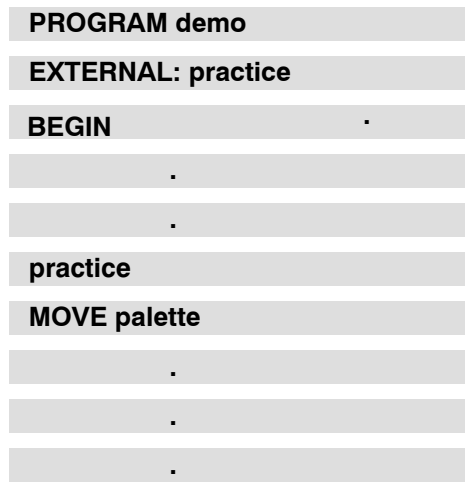 PROGRAM demo
EXTERNAL: practice
BEGIN .
.
.
practice
MOVE palette
.
.
.